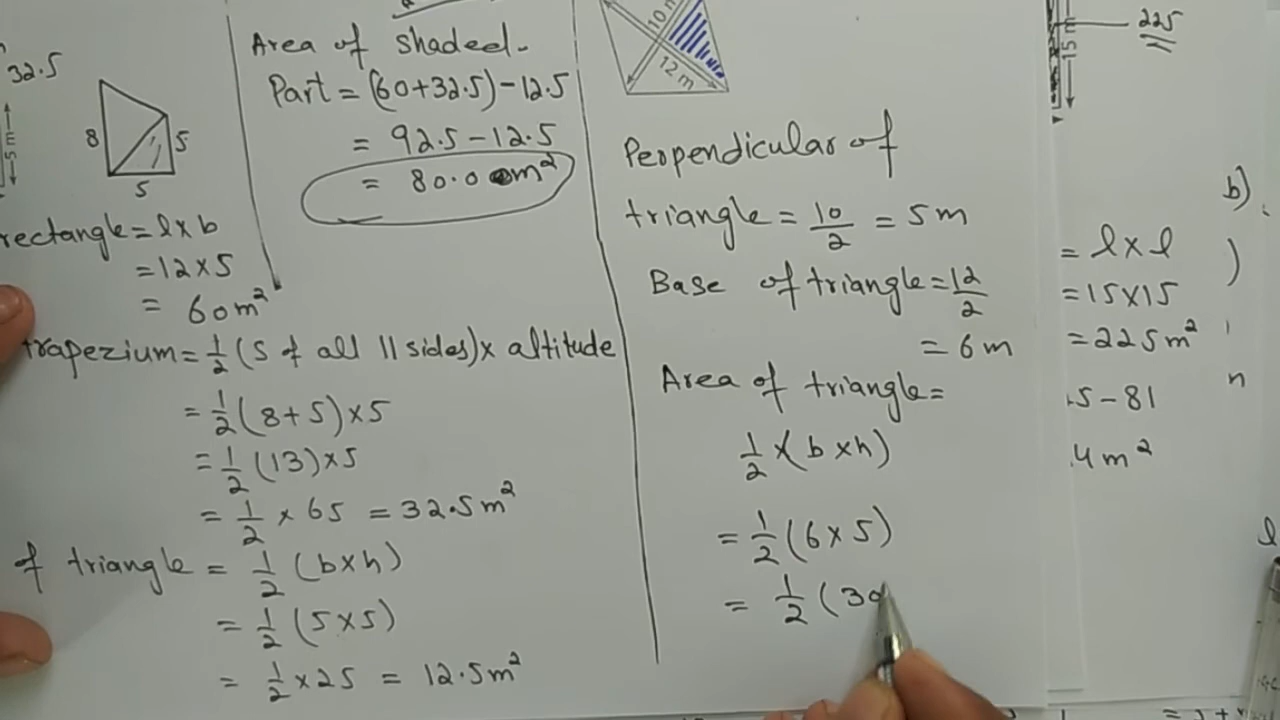 32.5
5 m
8
5
5
rectangle = l x b
= 12 x 5
= 60 m²
trapezium = 1/2 (S of all || sides) x altitude
= 1/2 (8 + 5) x 5
= 1/2 (13) x 5
= 1/2 x 65 = 32.5 m²
of triangle = 1/2 (b x h)
= 1/2 (5 x 5)
= 1/2 x 25 = 12.5 m²
Area of shaded
Part = (60 + 32.5) - 12.5
= 92.5 - 12.5
= 80.0 m²
10 m
12 m
Perpendicular of
triangle = 10/2 = 5 m
Base of triangle = 12/2
= 6 m
Area of triangle =
1/2 x (b x h)
= 1/2 (6 x 5)
= 1/2 (30
15 m
225
= l x l
= 15 x 15
= 225 m²
5 - 81
4 m²
b)
)
n
l